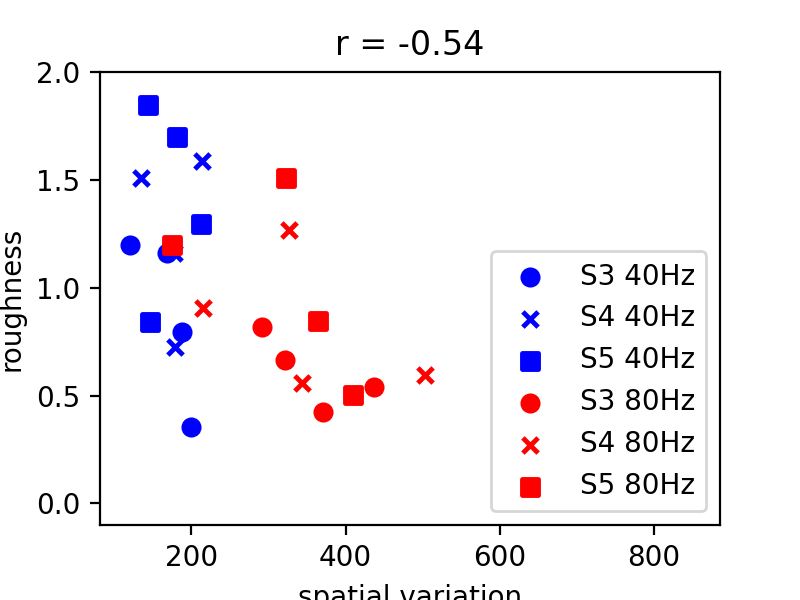 r = -0.54
2.0
1.5
1.0
0.5
0.0
roughness
S3 40Hz
S4 40Hz
S5 40Hz
S3 80Hz
S4 80Hz
S5 80Hz
200 400 600 800
spatial variation